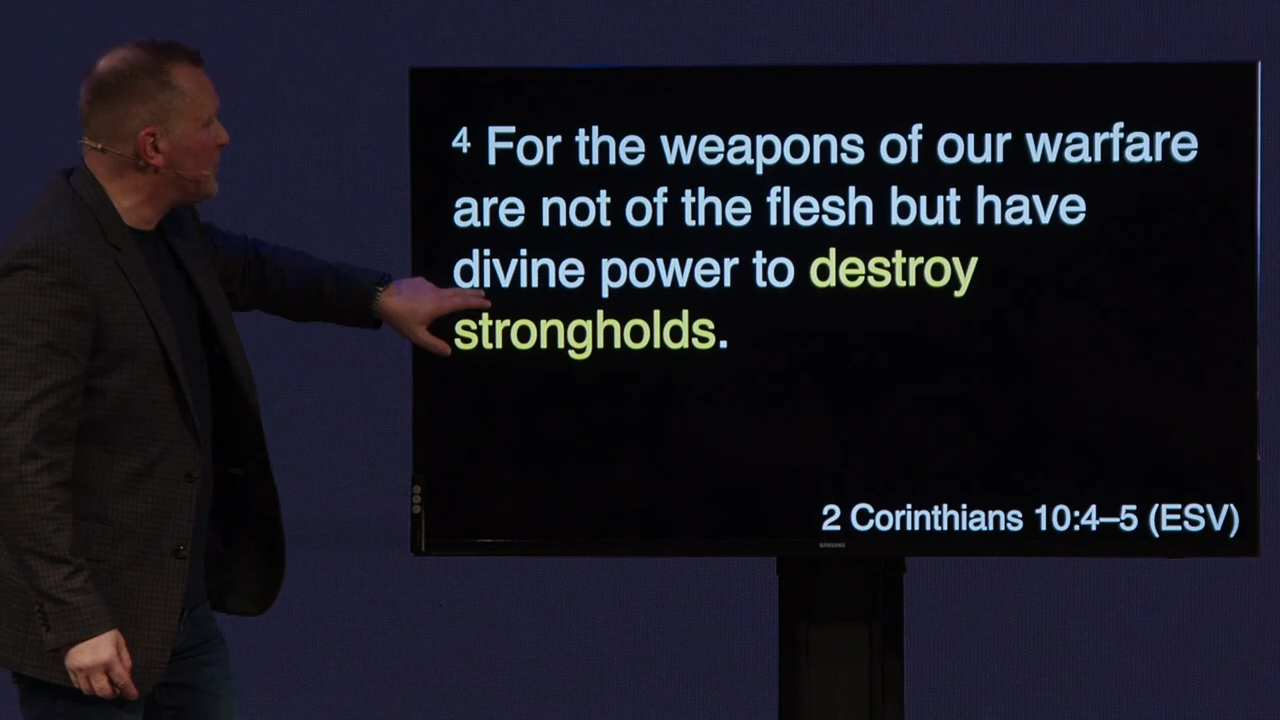 ⁴ For the weapons of our warfare
are not of the flesh but have
divine power to destroy
strongholds.
2 Corinthians 10:4–5 (ESV)
SAMSUNG